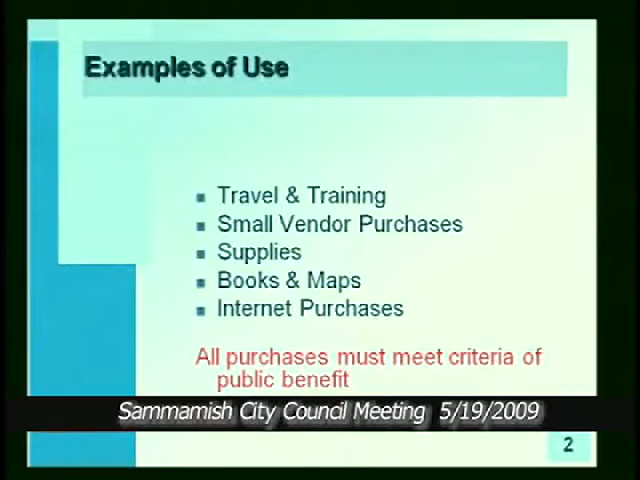 Examples of Use
▪ Travel & Training
▪ Small Vendor Purchases
▪ Supplies
▪ Books & Maps
▪ Internet Purchases
All purchases must meet criteria of
public benefit
Sammamish City Council Meeting 5/19/2009
2